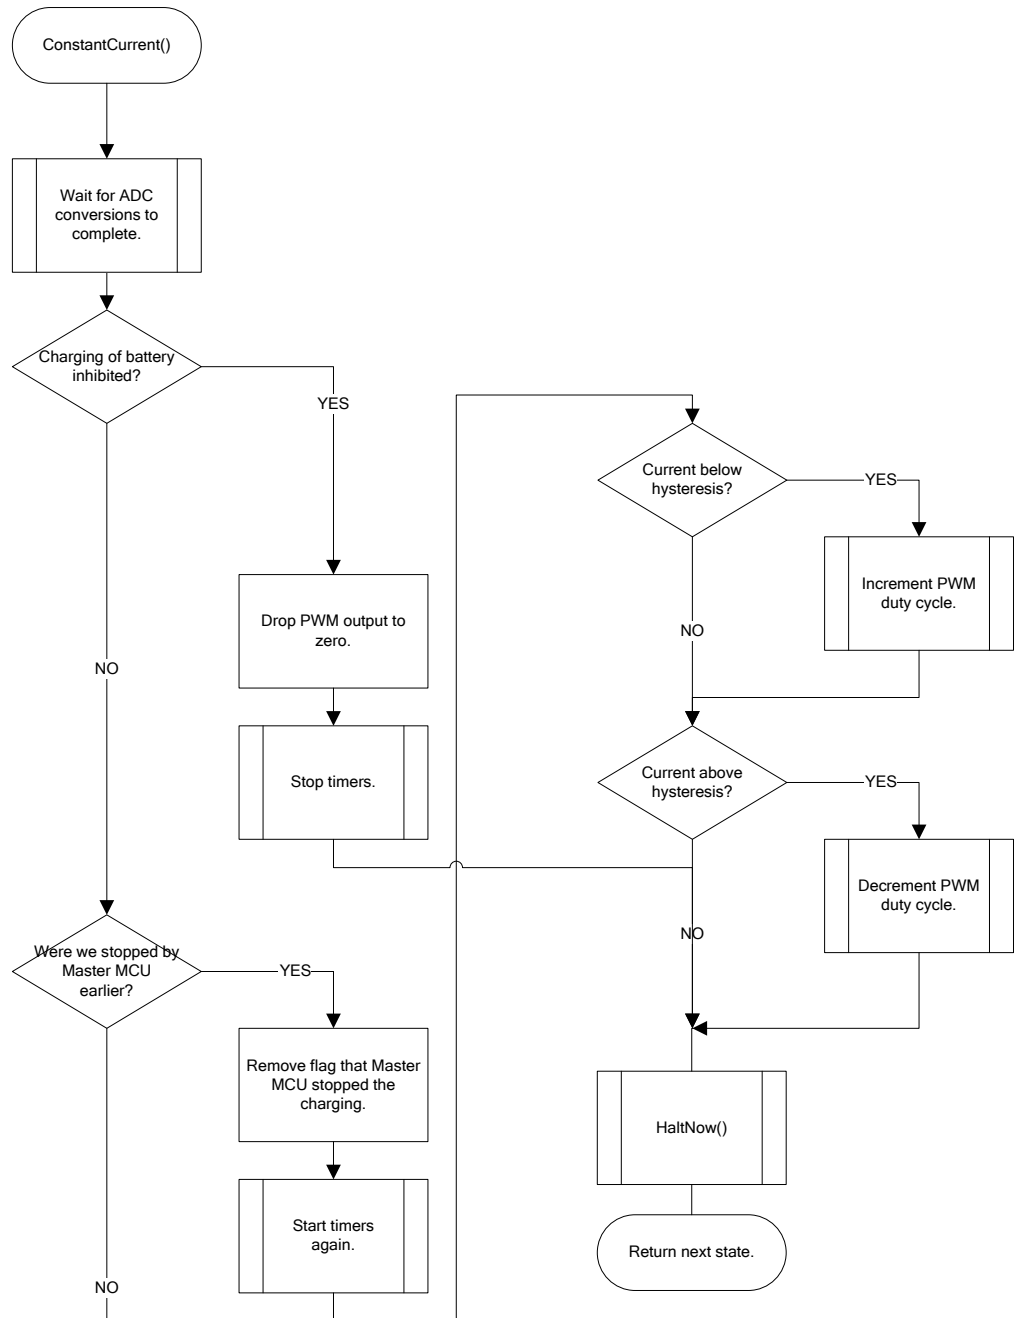 ConstantCurrent()
Wait for ADC
conversions to
complete.
Charging of battery
inhibited?
YES
NO
Drop PWM output to
zero.
Stop timers.
Were we stopped by
Master MCU
earlier?
YES
Remove flag that Master
MCU stopped the
charging.
Start timers
again.
NO
Current below
hysteresis?
YES
Increment PWM
duty cycle.
NO
Current above
hysteresis?
YES
Decrement PWM
duty cycle.
NO
HaltNow()
Return next state.